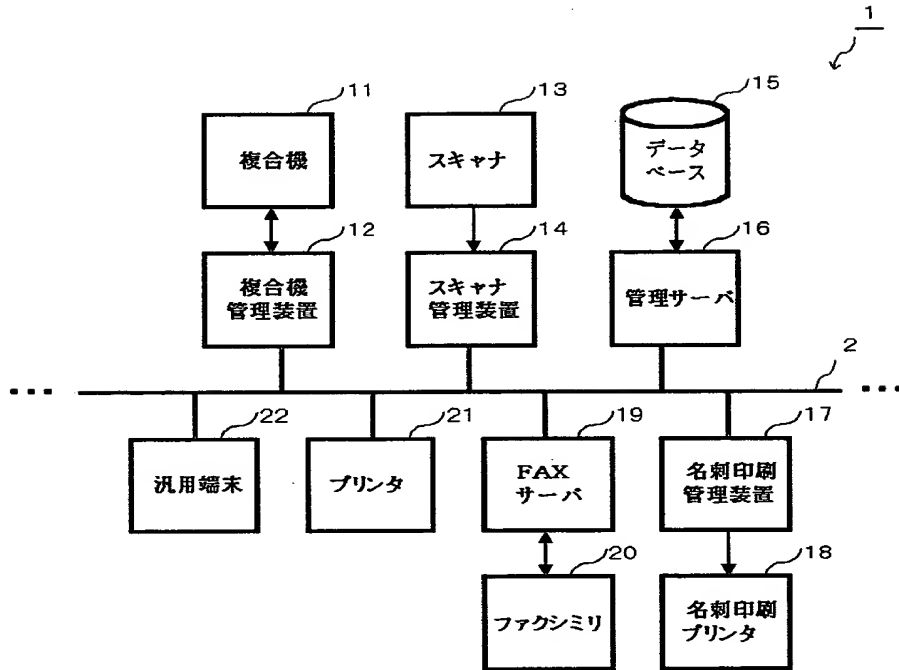 1
11
13
15
複合機
スキャナ
データ
ベース
12
14
16
複合機
管理装置
スキャナ
管理装置
管理サーバ
2
22
21
19
17
汎用端末
プリンタ
FAX
サーバ
名刺印刷
管理装置
20
18
ファクシミリ
名刺印刷
プリンタ